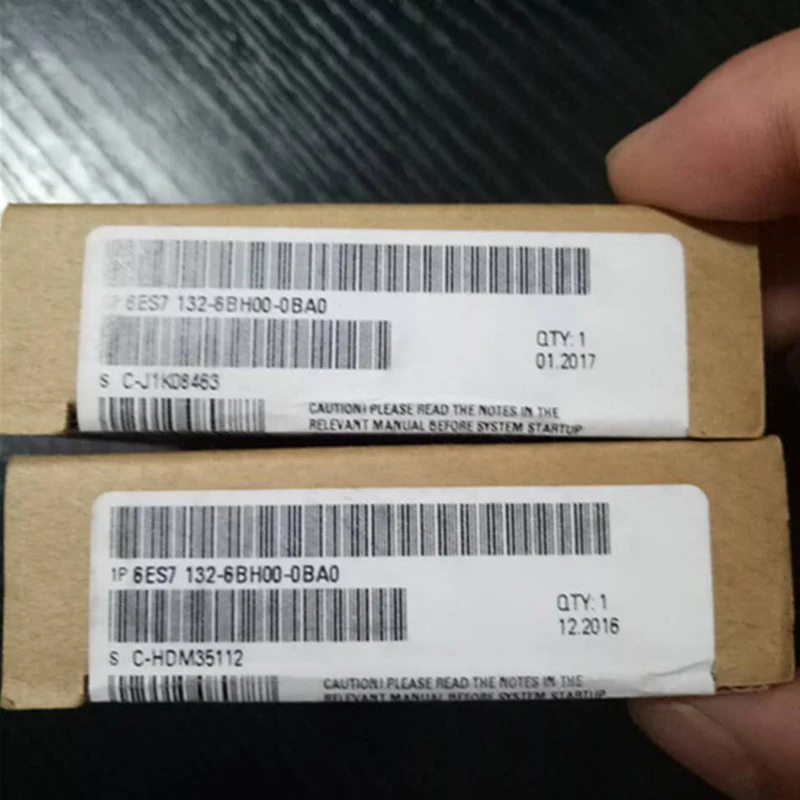 1P 6ES7 132-6BH00-0BA0
QTY: 1
01.2017
S C-J1K08463
CAUTION! PLEASE READ THE NOTES IN THE
RELEVANT MANUAL BEFORE SYSTEM STARTUP
1P 6ES7 132-6BH00-0BA0
QTY: 1
12.2016
S C-HDM35112
CAUTION! PLEASE READ THE NOTES IN THE
RELEVANT MANUAL BEFORE SYSTEM STARTUP